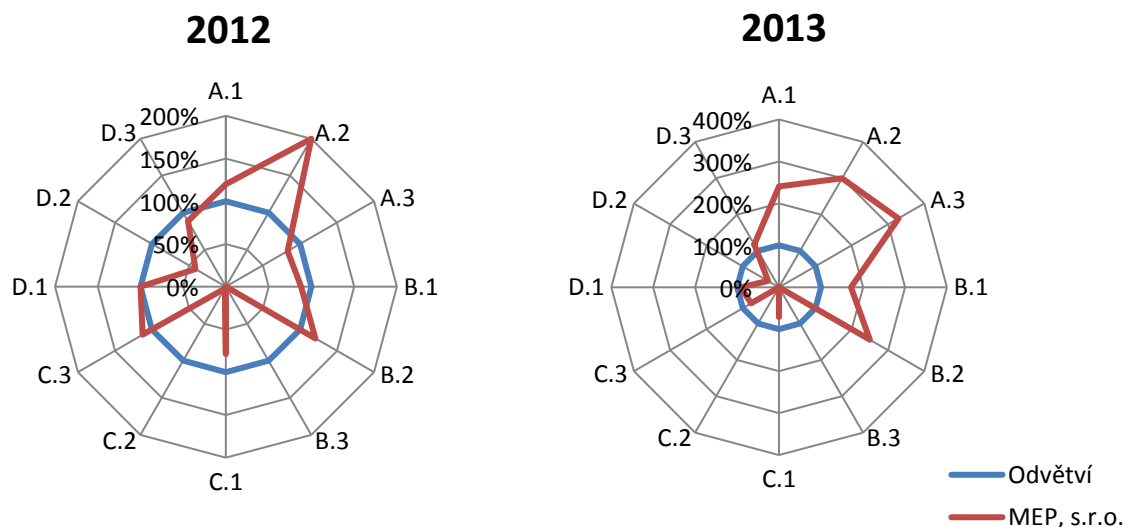 2012
A.1
A.2
A.3
B.1
B.2
B.3
C.1
C.2
C.3
D.1
D.2
D.3
200%
150%
100%
50%
0%
2013
A.1
A.2
A.3
B.1
B.2
B.3
C.1
C.2
C.3
D.1
D.2
D.3
400%
300%
200%
100%
0%
Odvětví
MEP, s.r.o.